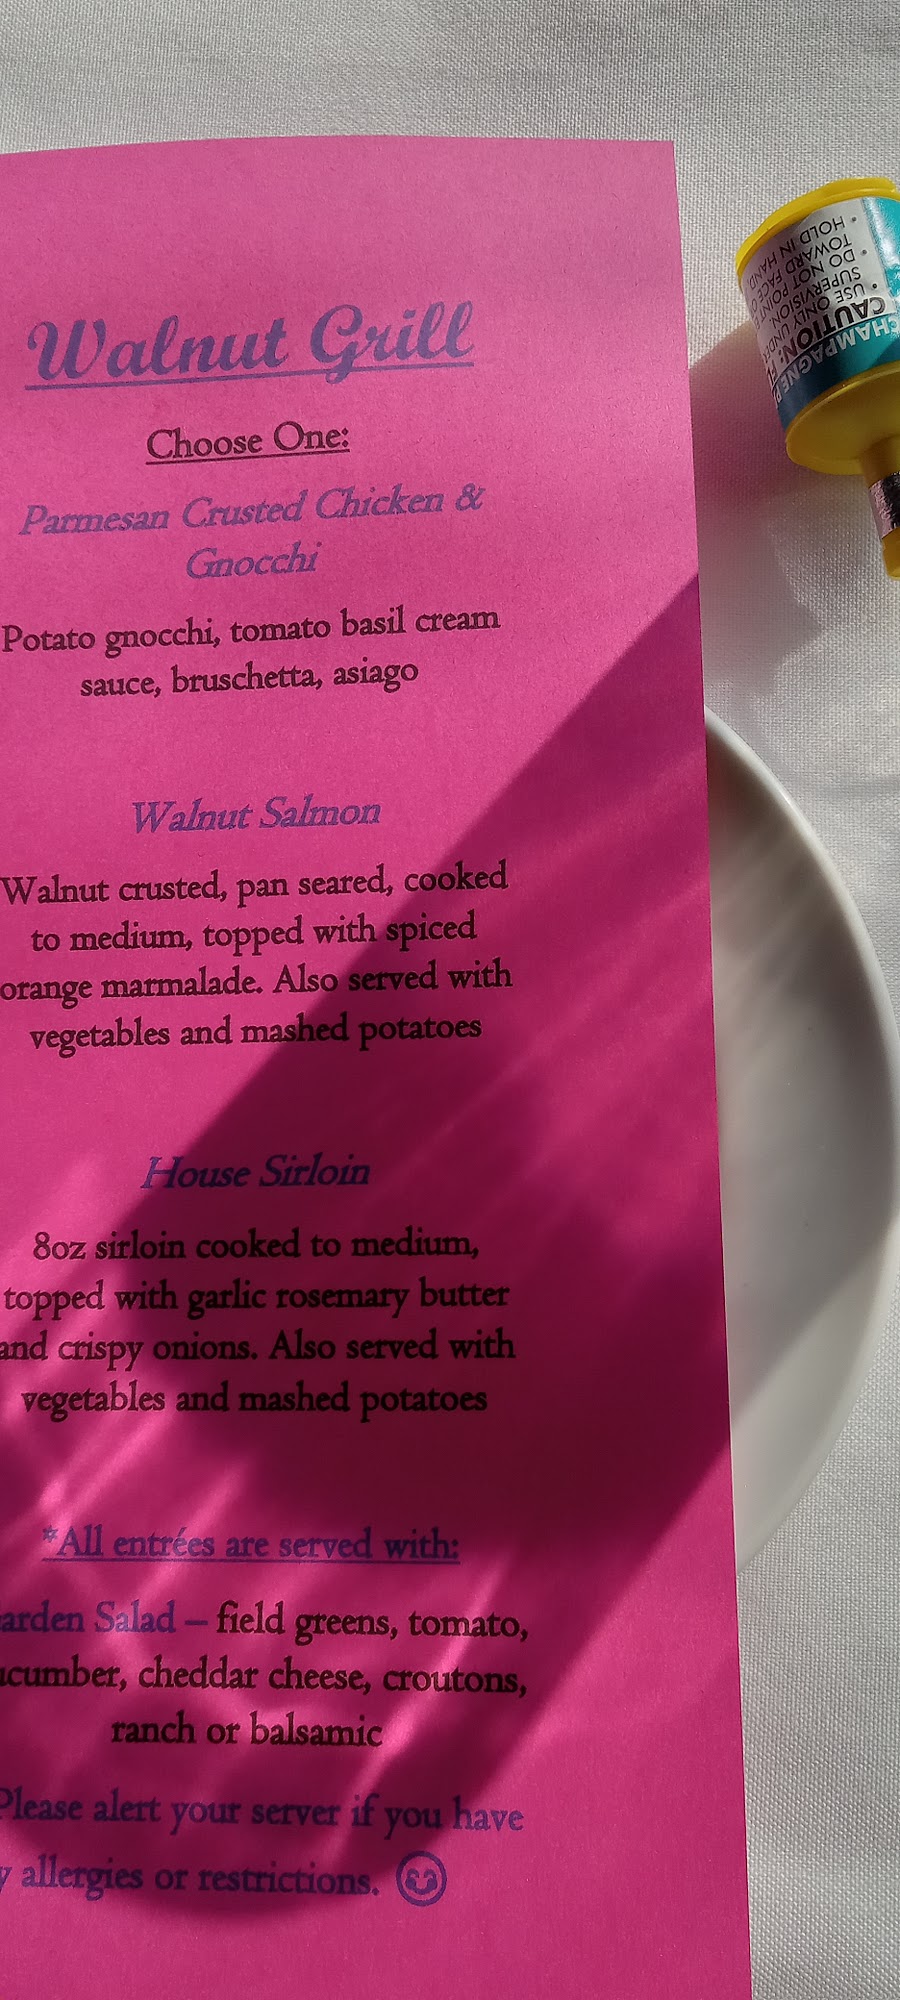 Walnut Grill
Choose One:
Parmesan Crusted Chicken &
Gnocchi
Potato gnocchi, tomato basil cream
sauce, bruschetta, asiago
Walnut Salmon
Walnut crusted, pan seared, cooked
to medium, topped with spiced
orange marmalade. Also served with
vegetables and mashed potatoes
House Sirloin
8oz sirloin cooked to medium,
topped with garlic rosemary butter
and crispy onions. Also served with
vegetables and mashed potatoes
*All entrées are served with:
arden Salad – field greens, tomato,
ucumber, cheddar cheese, croutons,
ranch or balsamic
Please alert your server if you have
y allergies or restrictions.
CHAMPAGNE
CAUTION:
• USE ONLY UNDER
SUPERVISION
• DO NOT POINT
TOWARD FACE
• HOLD IN HAND